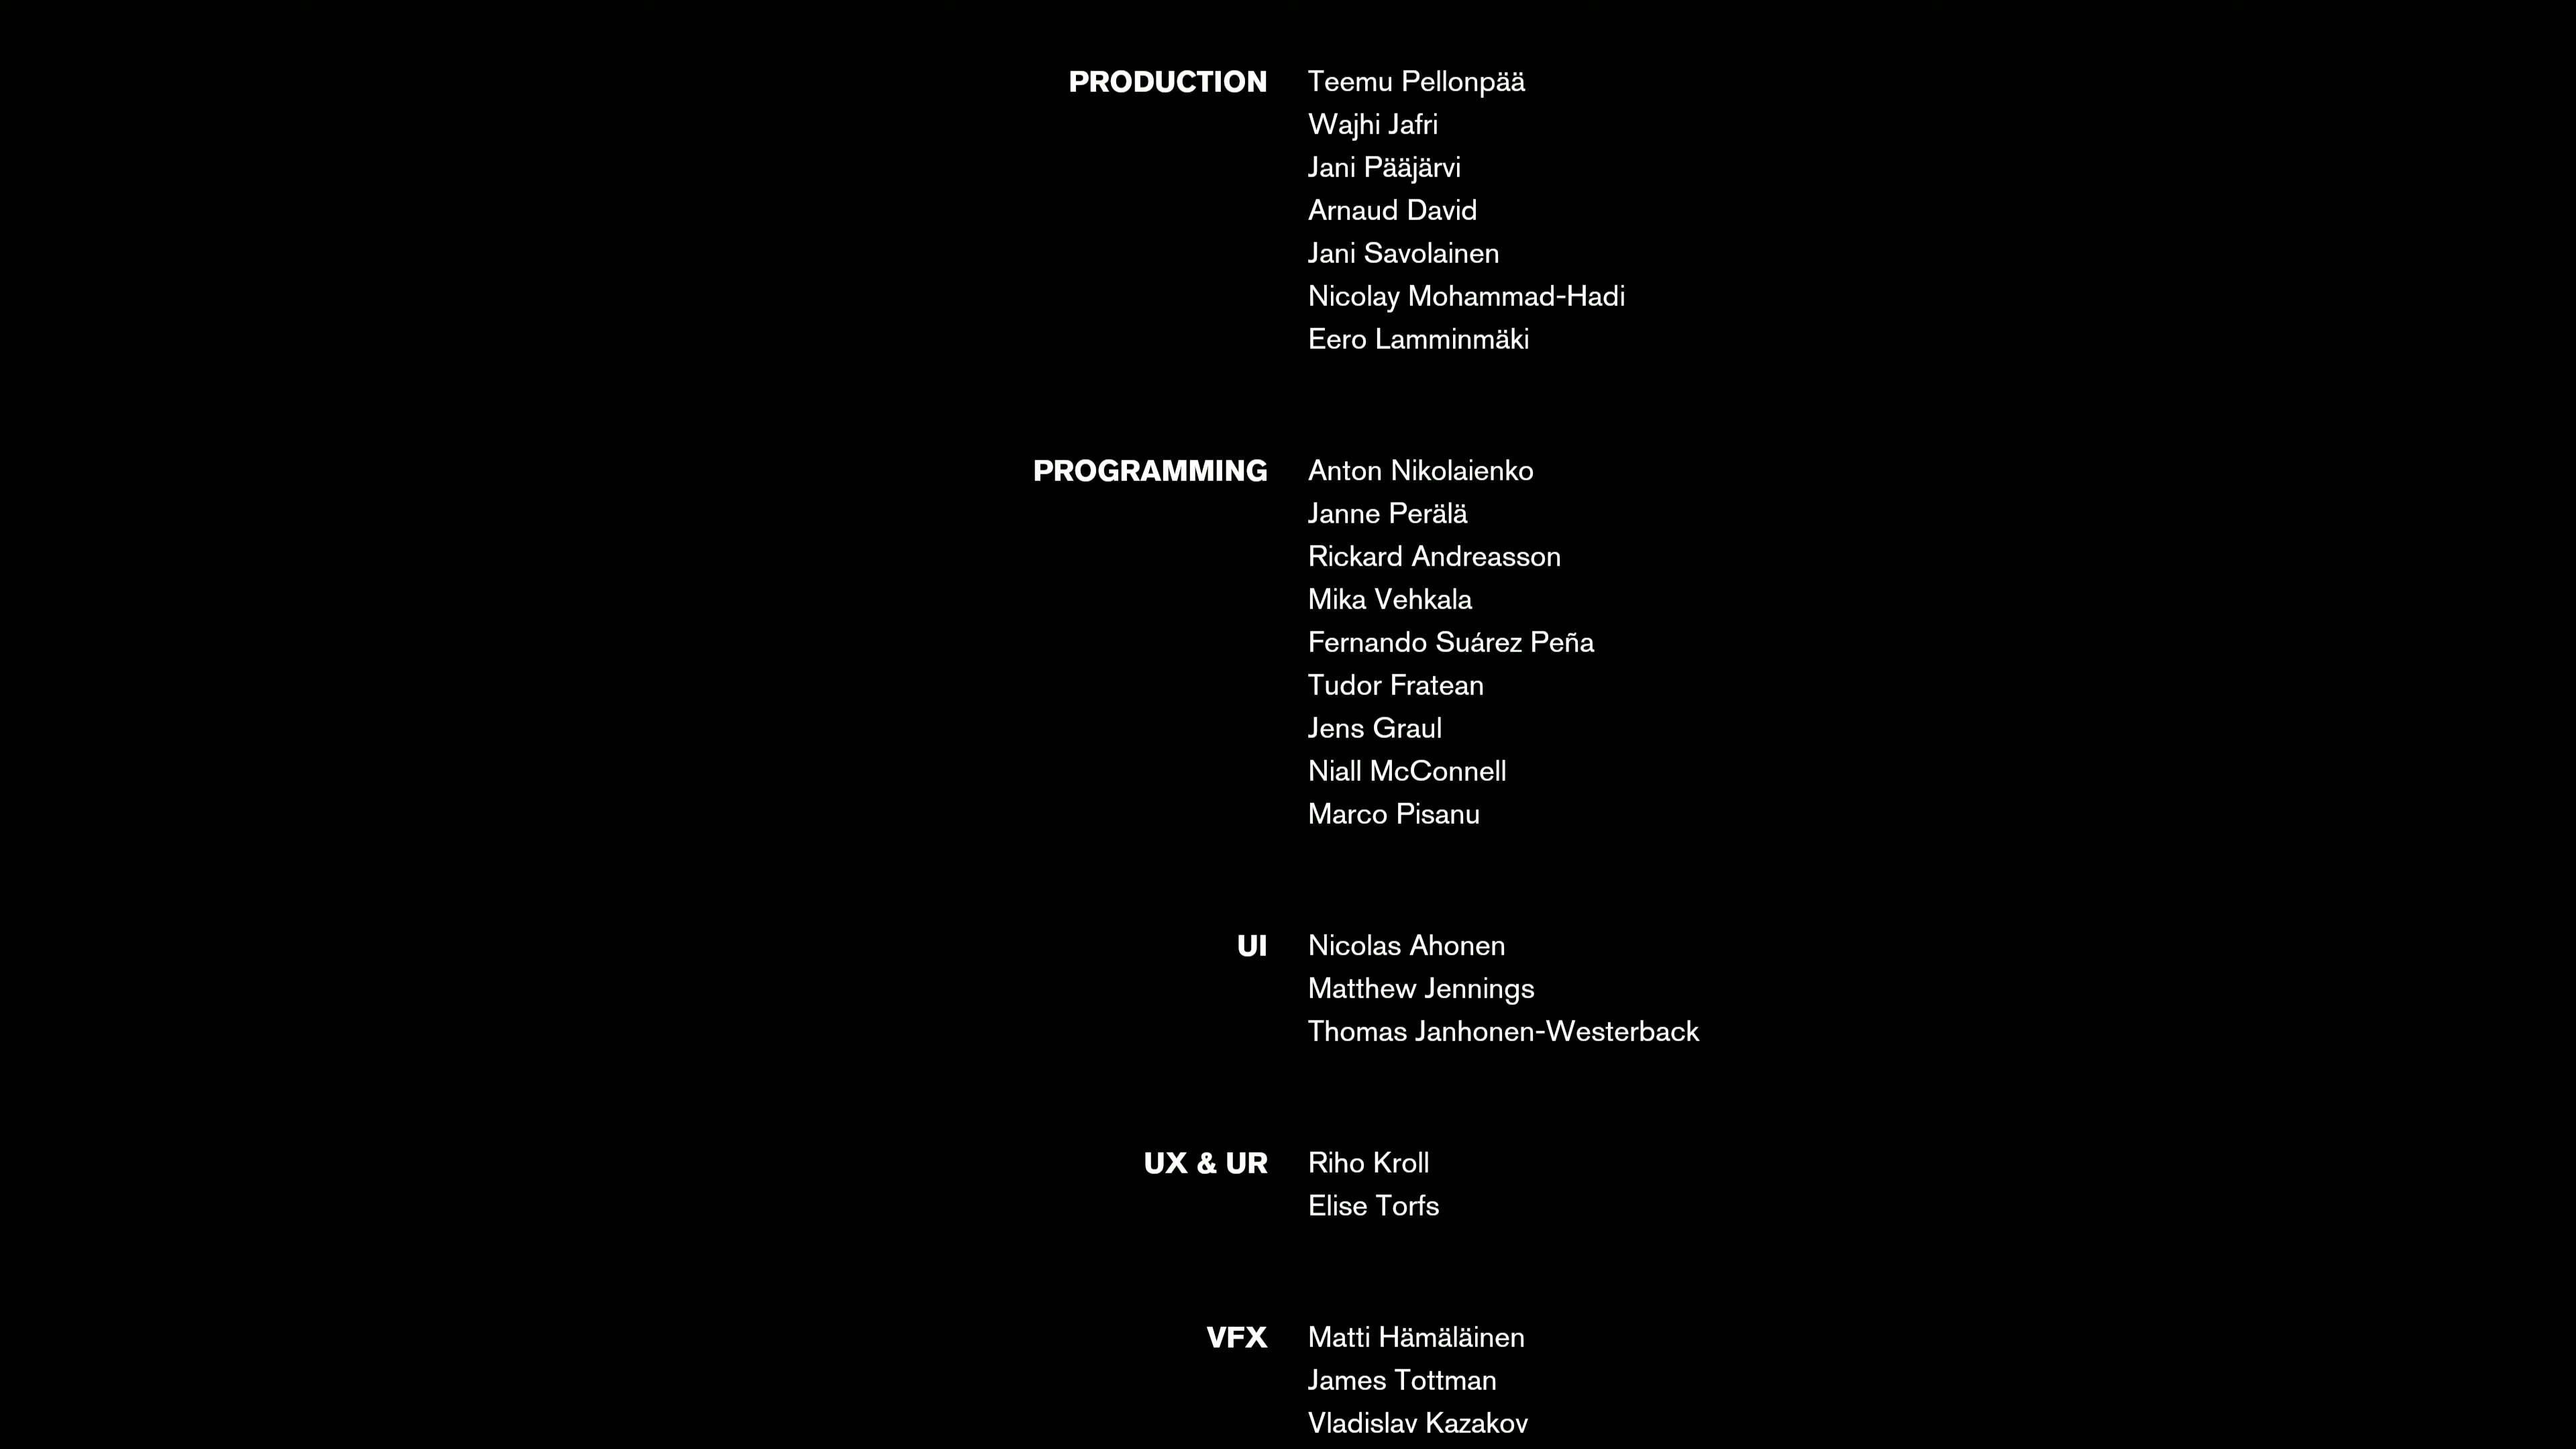 PRODUCTION Teemu Pellonpää
Wajhi Jafri
Jani Pääjärvi
Arnaud David
Jani Savolainen
Nicolay Mohammad-Hadi
Eero Lamminmäki
PROGRAMMING Anton Nikolaienko
Janne Perälä
Rickard Andreasson
Mika Vehkala
Fernando Suárez Peña
Tudor Fratean
Jens Graul
Niall McConnell
Marco Pisanu
UI Nicolas Ahonen
Matthew Jennings
Thomas Janhonen-Westerback
UX & UR Riho Kroll
Elise Torfs
VFX Matti Hämäläinen
James Tottman
Vladislav Kazakov